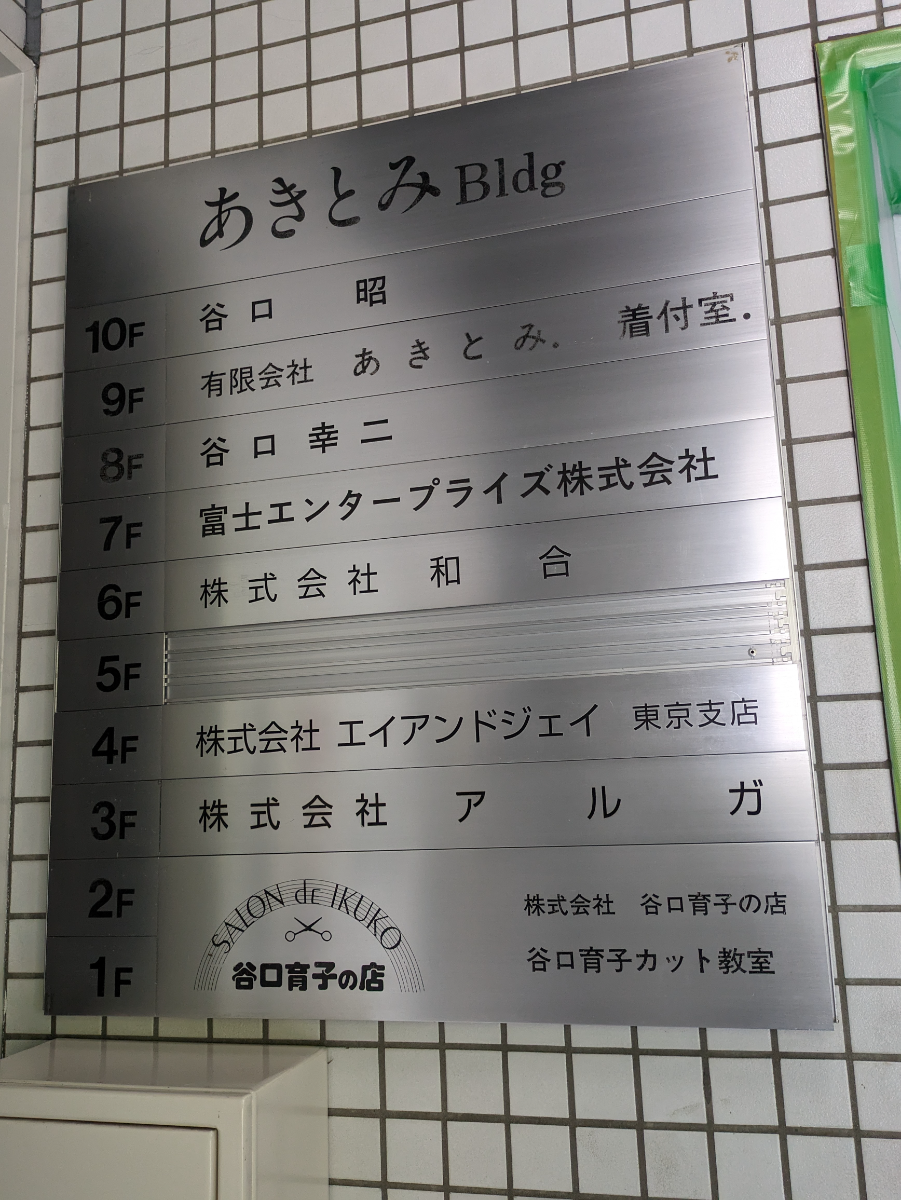 あきとみ Bldg
10F 谷口 昭
9F 有限会社 あきとみ. 着付室.
8F 谷口幸二
7F 富士エンタープライズ株式会社
6F 株式会社 和合
5F
4F 株式会社 エイアンドジェイ 東京支店
3F 株式会社 アルガ
2F
1F
SALON de IKUKO
谷口育子の店
株式会社 谷口育子の店
谷口育子カット教室